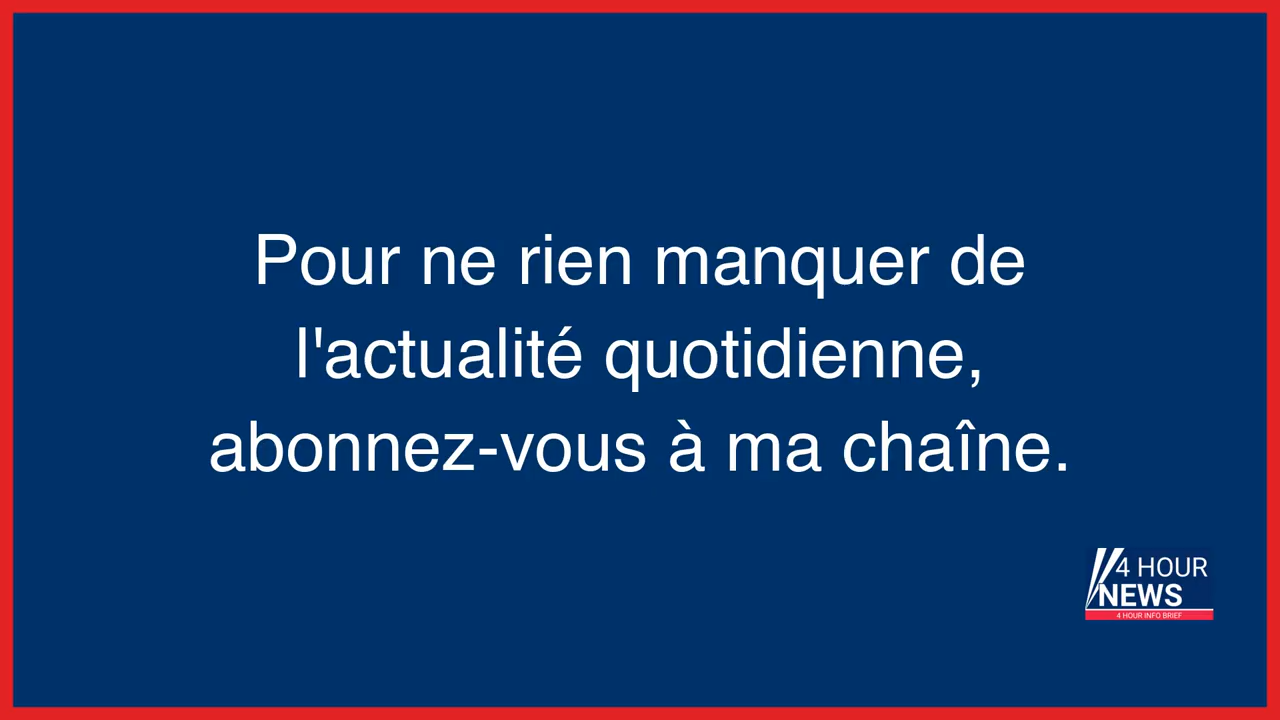 Pour ne rien manquer de
l'actualité quotidienne,
abonnez-vous à ma chaîne.
4 HOUR
NEWS
4 HOUR INFO BRIEF